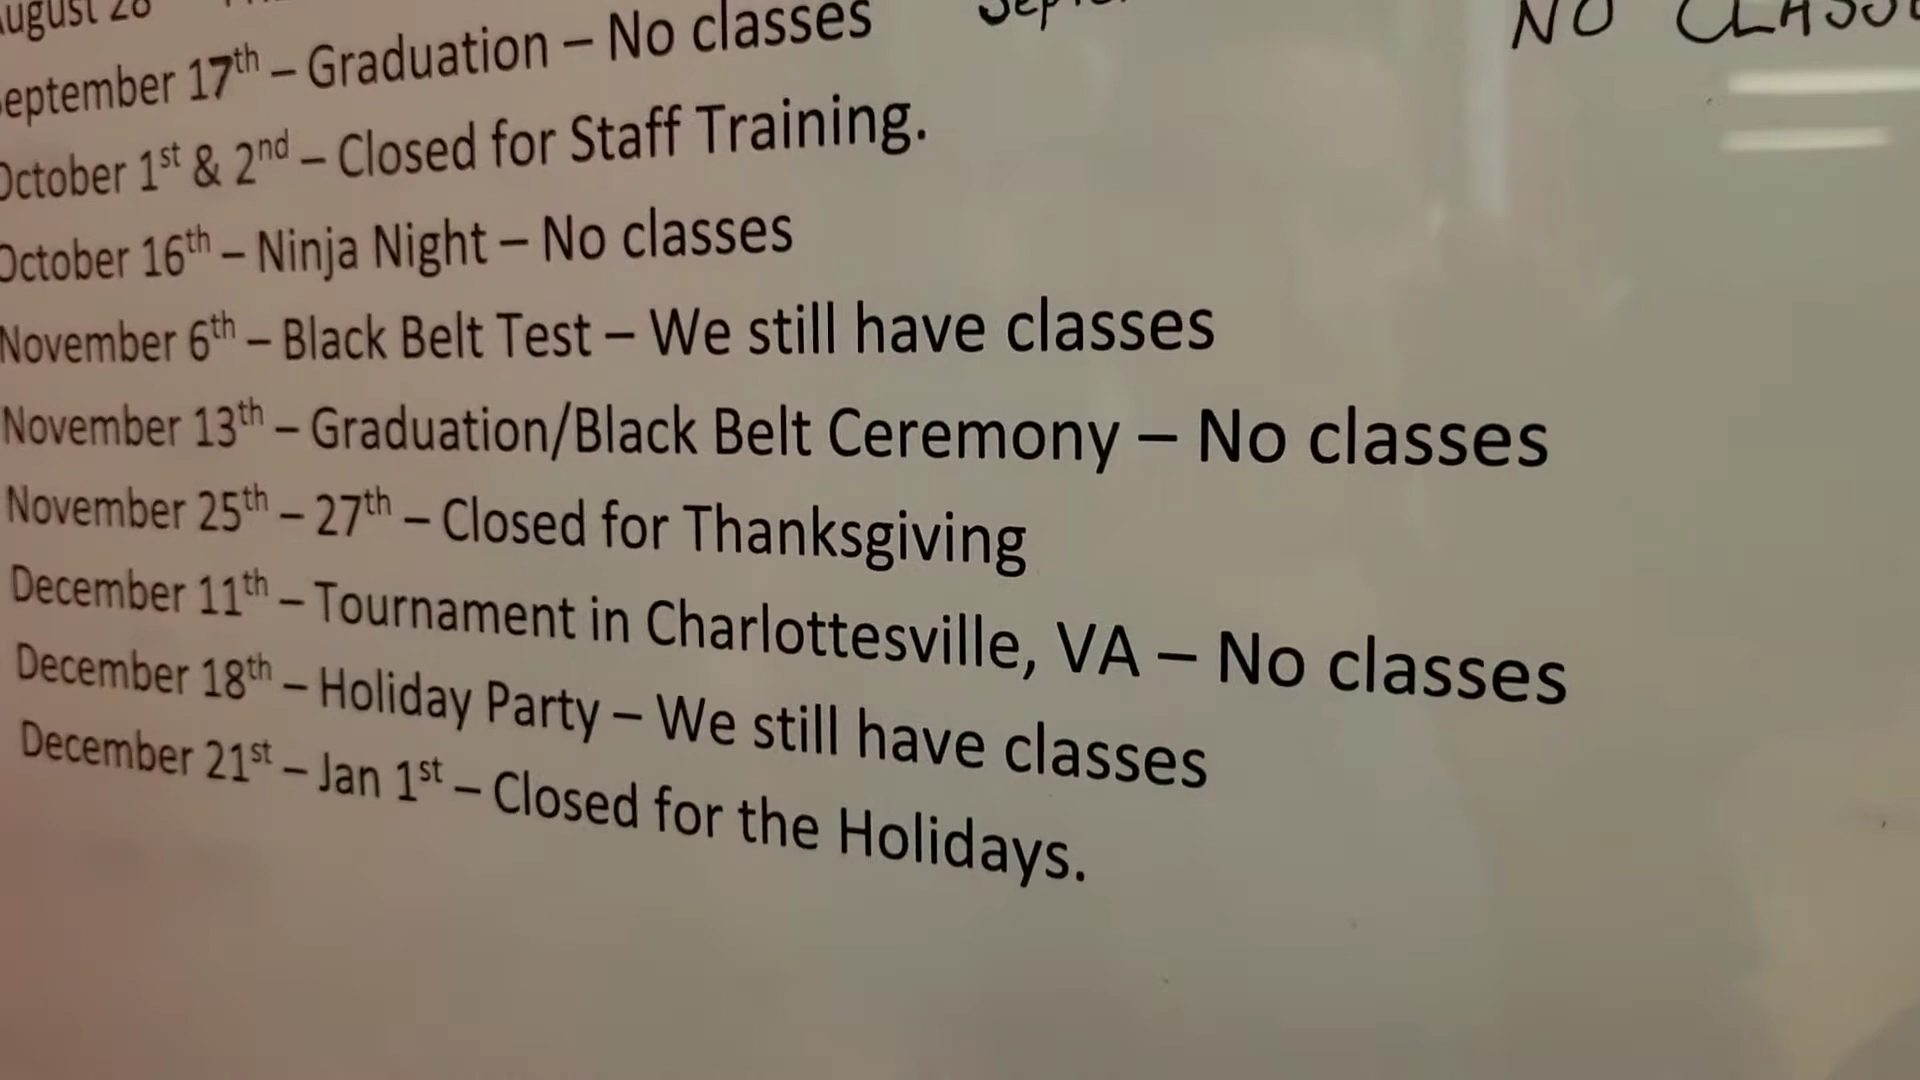 August 28
September 17th – Graduation – No classes
October 1st & 2nd – Closed for Staff Training.
October 16th – Ninja Night – No classes
November 6th – Black Belt Test – We still have classes
November 13th – Graduation/Black Belt Ceremony – No classes
November 25th – 27th – Closed for Thanksgiving
December 11th – Tournament in Charlottesville, VA – No classes
December 18th – Holiday Party – We still have classes
December 21st – Jan 1st – Closed for the Holidays.
NO